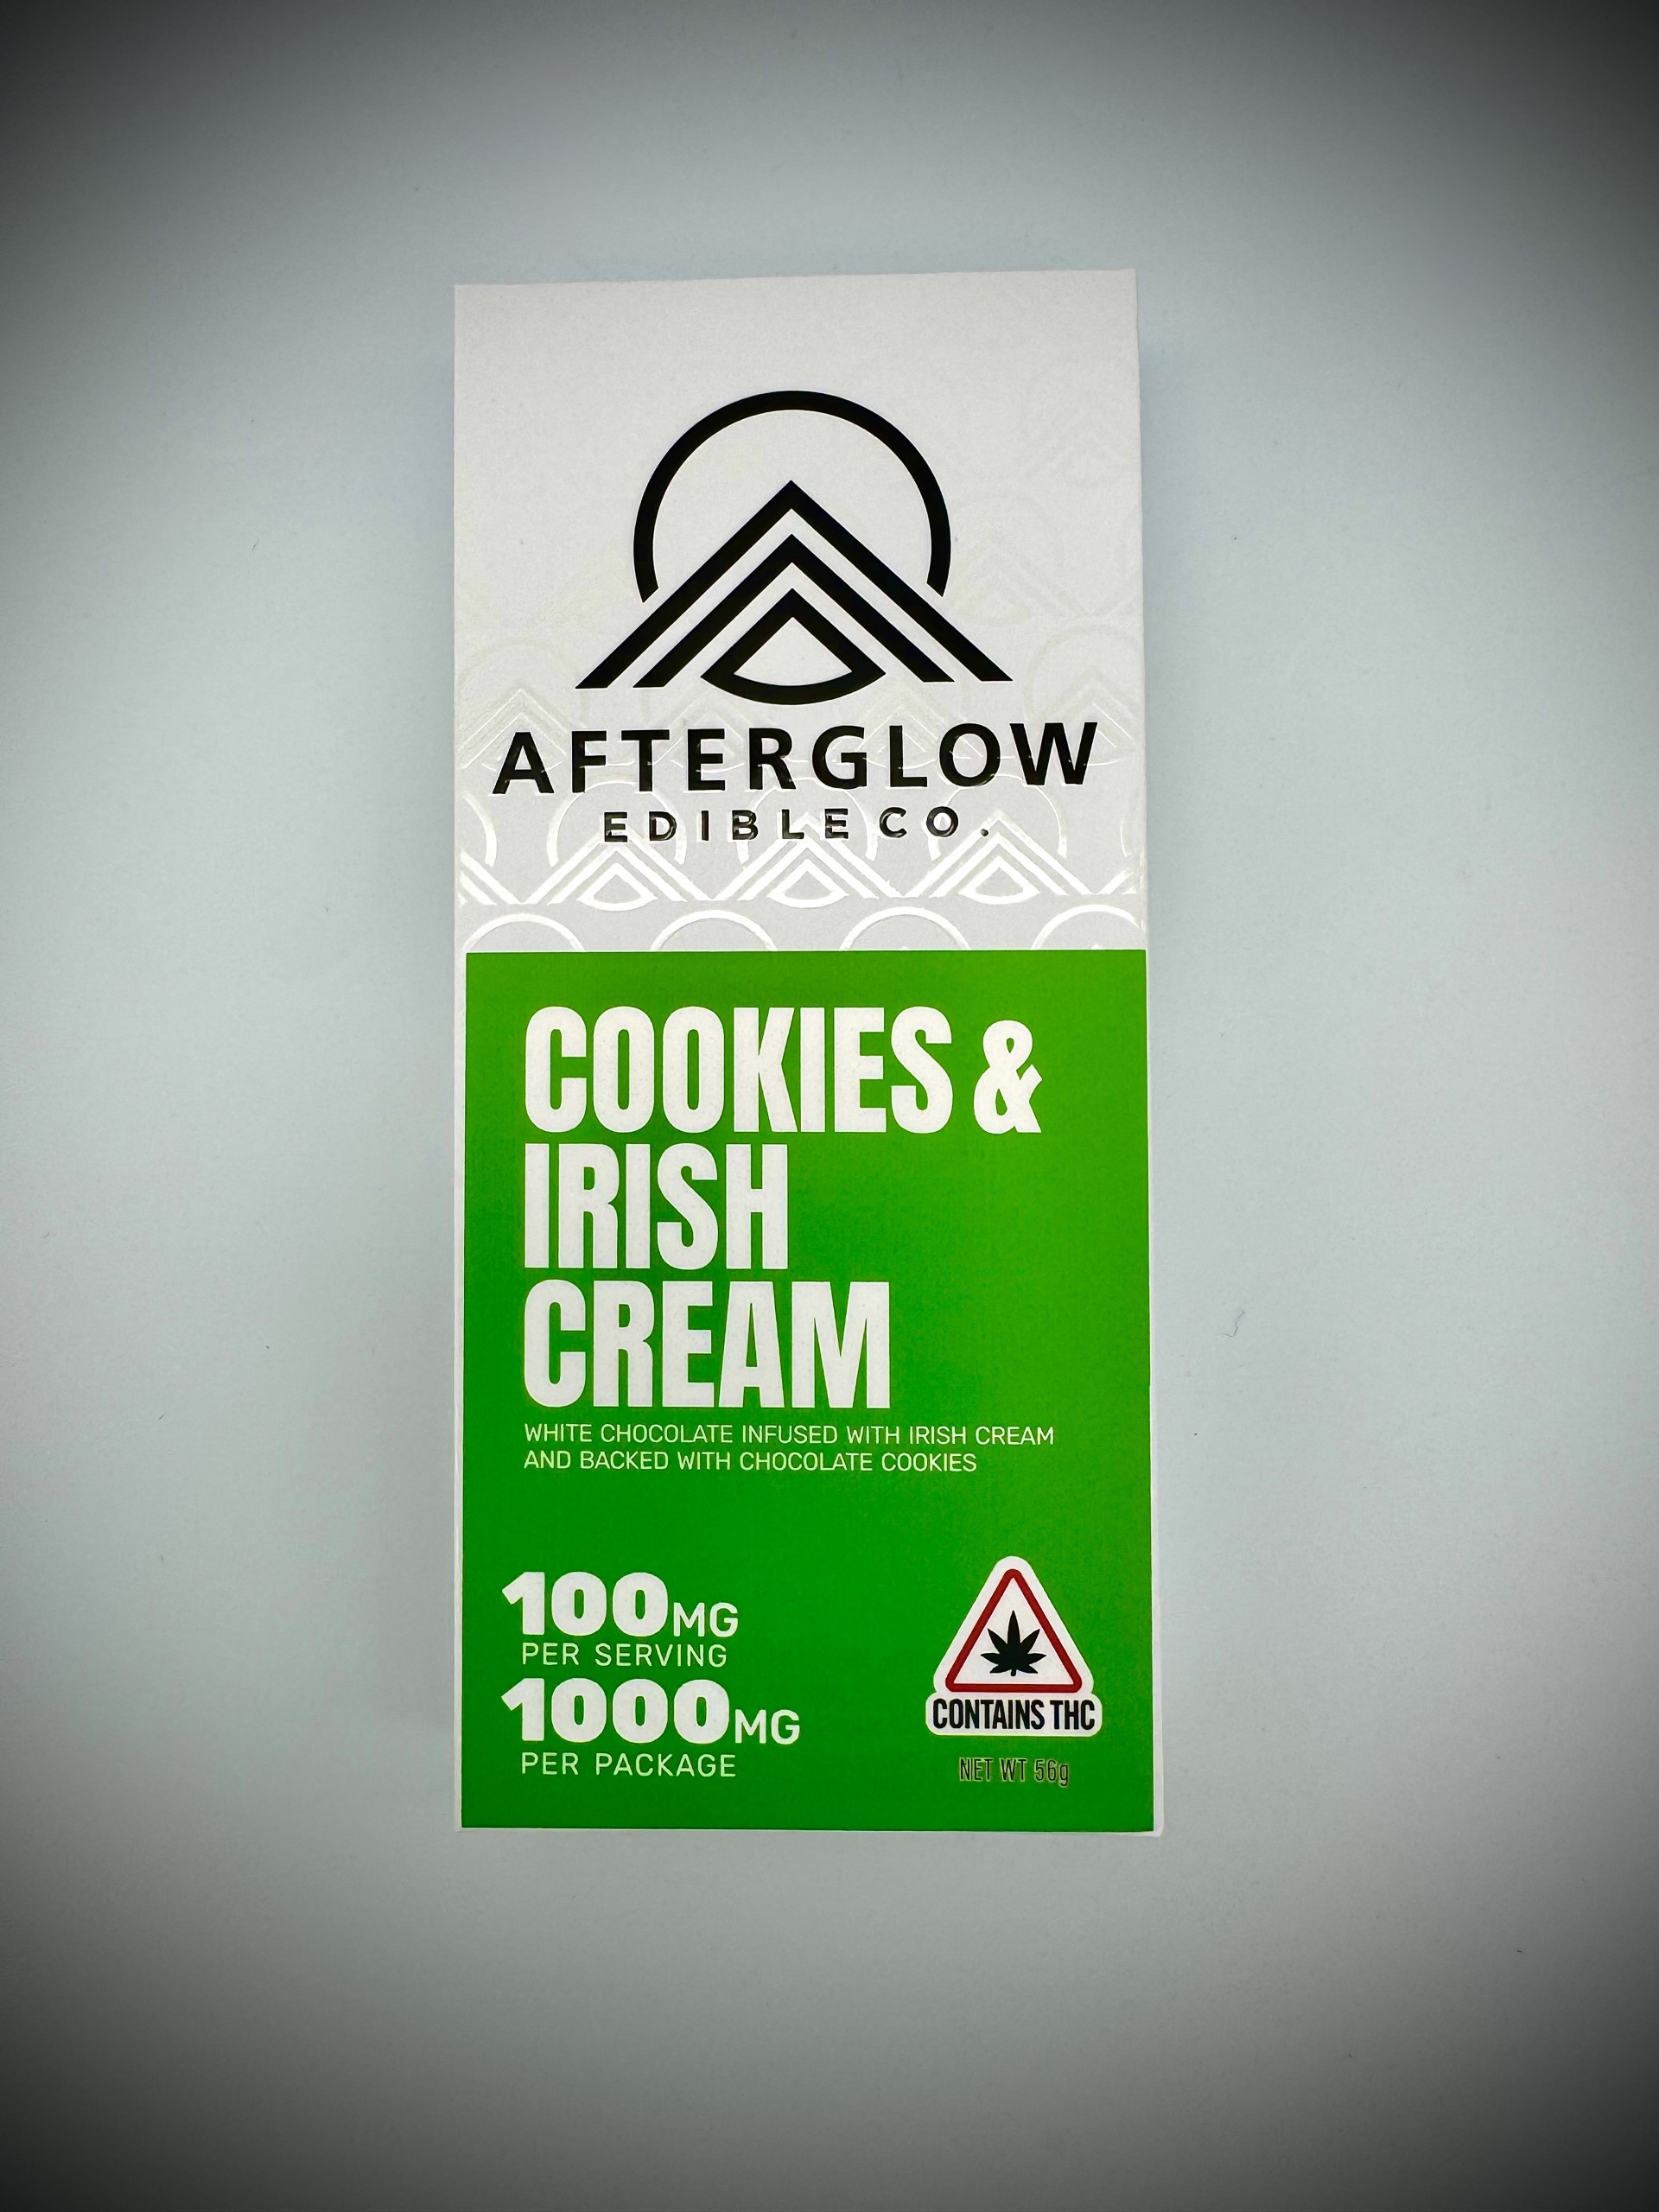 AFTERGLOW
EDIBLE CO.
COOKIES &
IRISH
CREAM
WHITE CHOCOLATE INFUSED WITH IRISH CREAM
AND BACKED WITH CHOCOLATE COOKIES
100MG
PER SERVING
1000MG
PER PACKAGE
CONTAINS THC
NET WT 56g